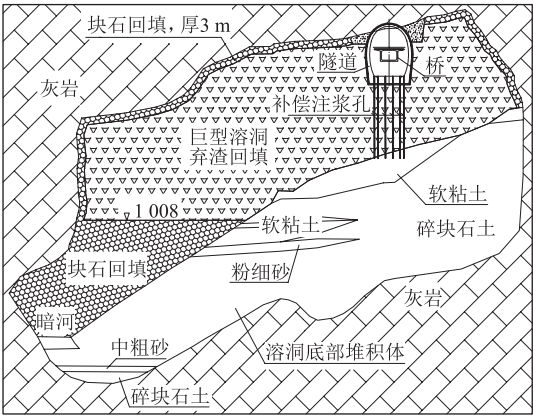 块石回填,厚3 m
隧道
桥
灰岩
补偿注浆孔
巨型溶洞
弃渣回填
软粘土
1 008
软粘土
碎块石土
块石回填
粉细砂
灰岩
暗河
中粗砂
溶洞底部堆积体
碎块石土